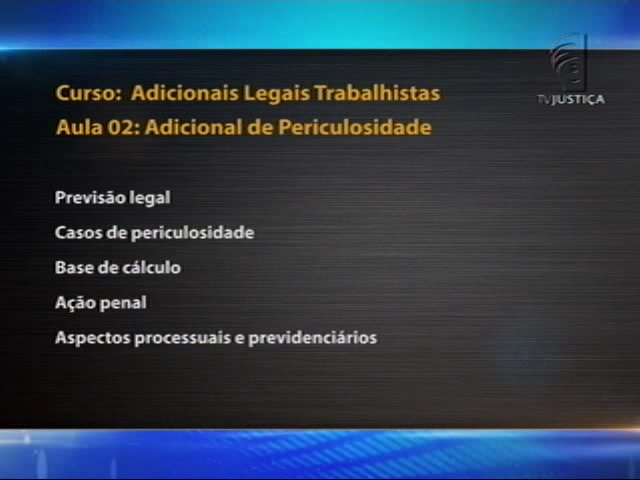 Curso: Adicionais Legais Trabalhistas
TV JUSTIÇA
Aula 02: Adicional de Periculosidade
Previsão legal
Casos de periculosidade
Base de cálculo
Ação penal
Aspectos processuais e previdenciários